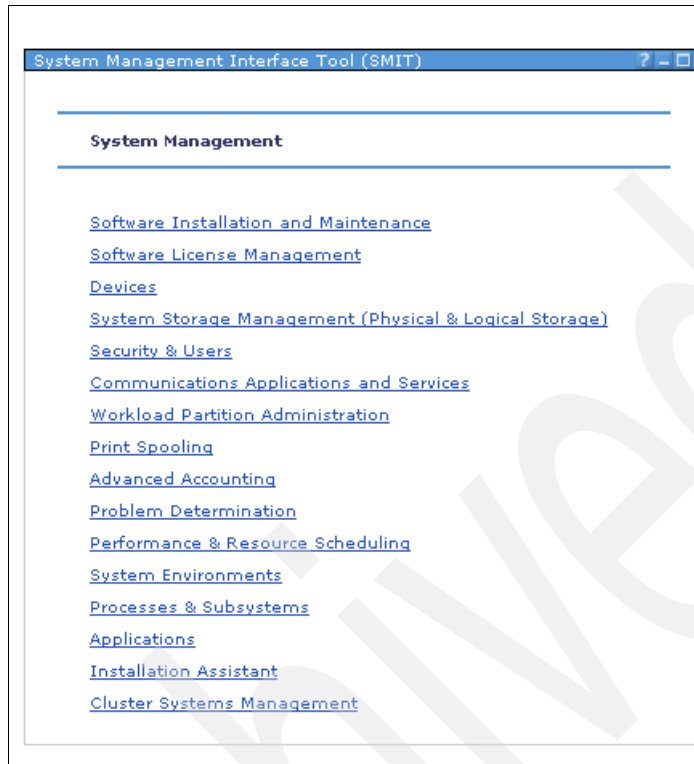 System Management Interface Tool (SMIT)
System Management
Software Installation and Maintenance
Software License Management
Devices
System Storage Management (Physical & Logical Storage)
Security & Users
Communications Applications and Services
Workload Partition Administration
Print Spooling
Advanced Accounting
Problem Determination
Performance & Resource Scheduling
System Environments
Processes & Subsystems
Applications
Installation Assistant
Cluster Systems Management